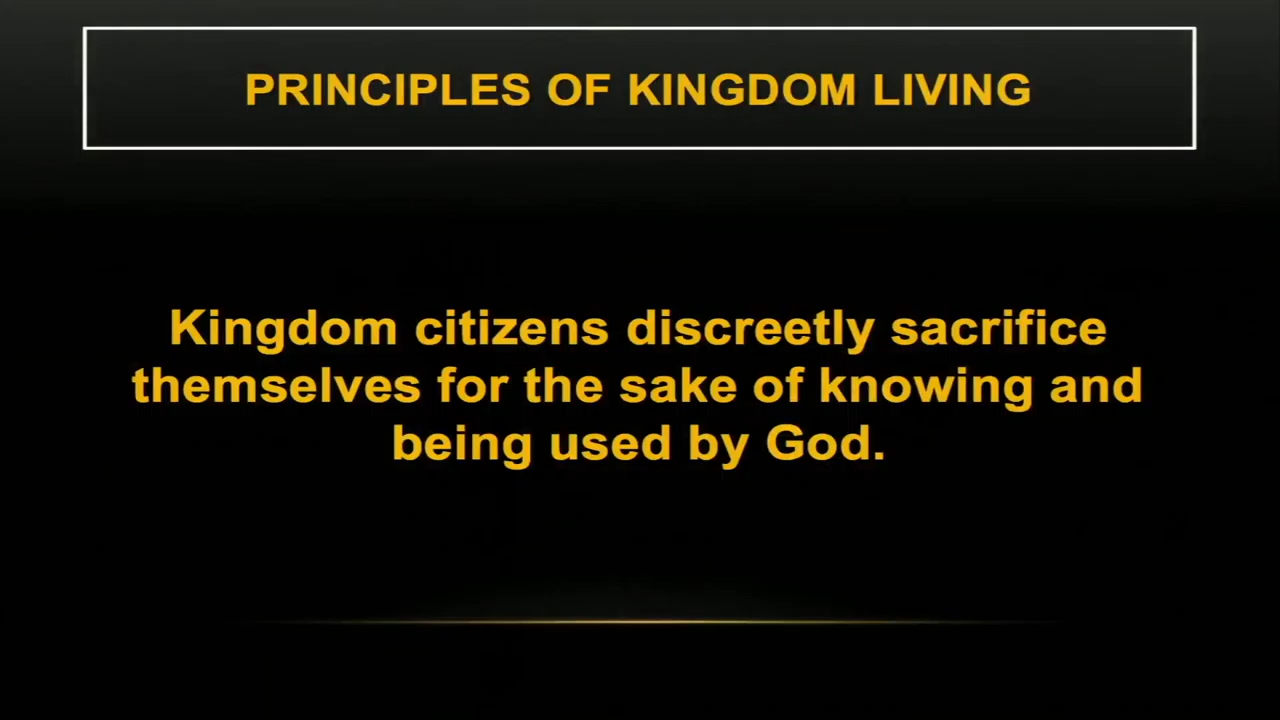 PRINCIPLES OF KINGDOM LIVING
Kingdom citizens discreetly sacrifice
themselves for the sake of knowing and
being used by God.